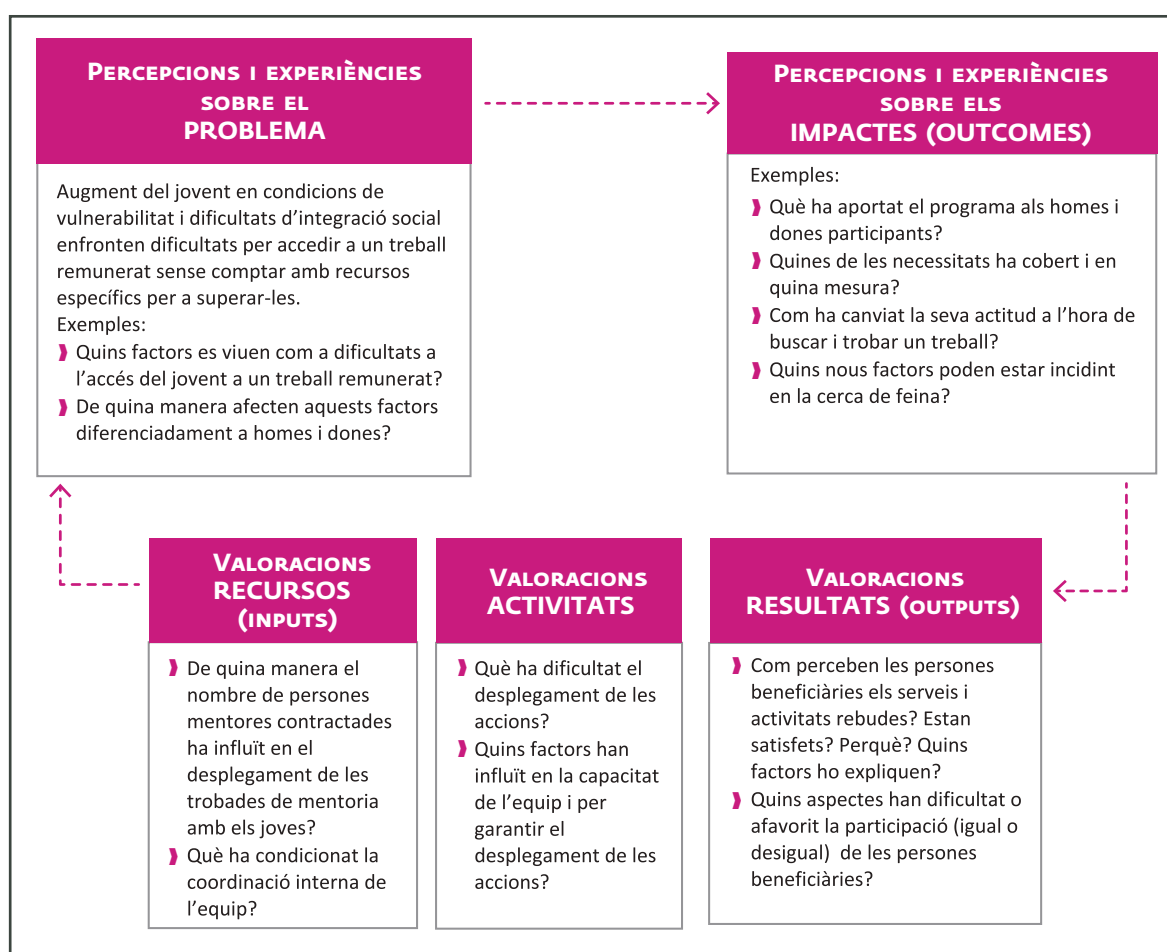 Percepcions i experiències
sobre el
PROBLEMA
Augment del jovent en condicions de
vulnerabilitat i dificultats d’integració social
enfronten dificultats per accedir a un treball
remunerat sense comptar amb recursos
específics per a superar-les.
Exemples:
Quins factors es viuen com a dificultats a
l’accés del jovent a un treball remunerat?
De quina manera afecten aquests factors
diferenciadament a homes i dones?
Percepcions i experiències
sobre els
IMPACTES (OUTCOMES)
Exemples:
Què ha aportat el programa als homes i
dones participants?
Quines de les necessitats ha cobert i en
quina mesura?
Com ha canviat la seva actitud a l’hora de
buscar i trobar un treball?
Quins nous factors poden estar incidint
en la cerca de feina?
Valoracions
RECURSOS
(inputs)
De quina manera el
nombre de persones
mentores contractades
ha influït en el
desplegament de les
trobades de mentoria
amb els joves?
Què ha condicionat la
coordinació interna de
l’equip?
Valoracions
ACTIVITATS
Què ha dificultat el
desplegament de les
accions?
Quins factors han
influït en la capacitat
de l’equip i per
garantir el
desplegament de les
accions?
Valoracions
RESULTATS (outputs)
Com perceben les persones
beneficiàries els serveis i
activitats rebudes? Estan
satisfets? Perquè? Quins
factors ho expliquen?
Quins aspectes han dificultat o
afavorit la participació (igual o
desigual) de les persones
beneficiàries?